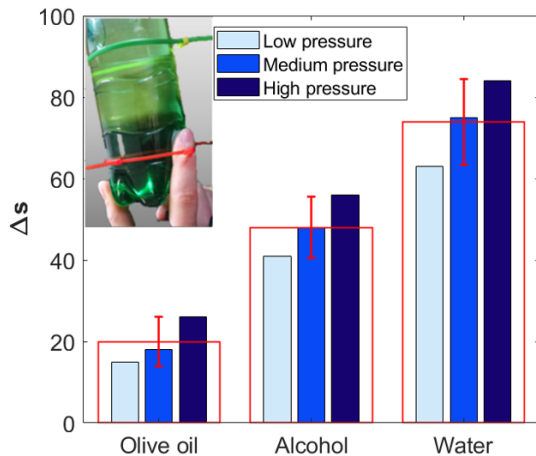 100
80
60
40
20
0
Δs
Low pressure
Medium pressure
High pressure
Olive oil
Alcohol
Water